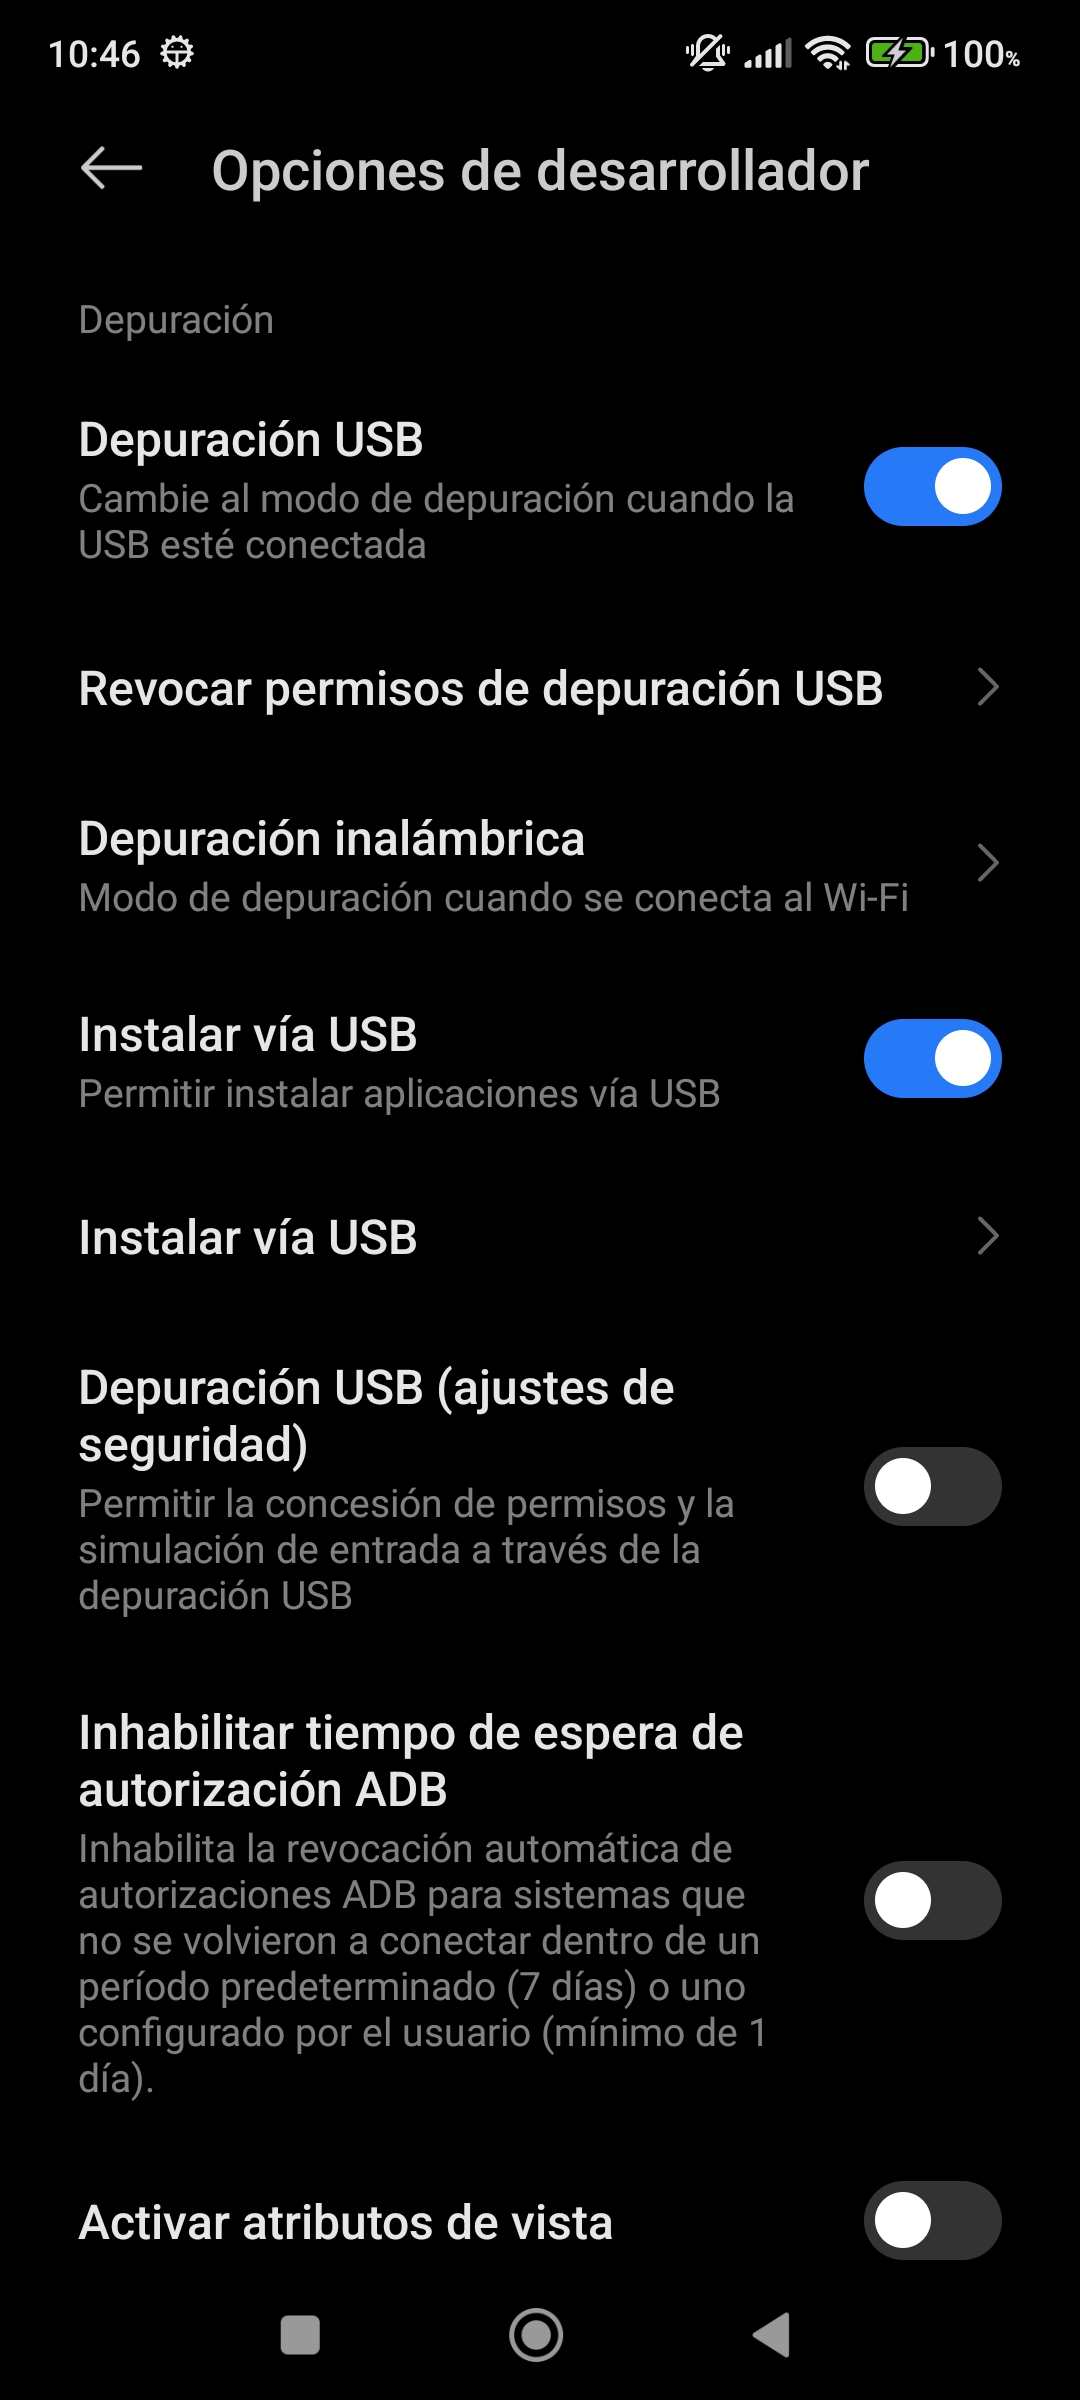 10:46
100%
Opciones de desarrollador
Depuración
Depuración USB
Cambie al modo de depuración cuando la
USB esté conectada
Revocar permisos de depuración USB
Depuración inalámbrica
Modo de depuración cuando se conecta al Wi-Fi
Instalar vía USB
Permitir instalar aplicaciones vía USB
Instalar vía USB
Depuración USB (ajustes de
seguridad)
Permitir la concesión de permisos y la
simulación de entrada a través de la
depuración USB
Inhabilitar tiempo de espera de
autorización ADB
Inhabilita la revocación automática de
autorizaciones ADB para sistemas que
no se volvieron a conectar dentro de un
período predeterminado (7 días) o uno
configurado por el usuario (mínimo de 1
día).
Activar atributos de vista